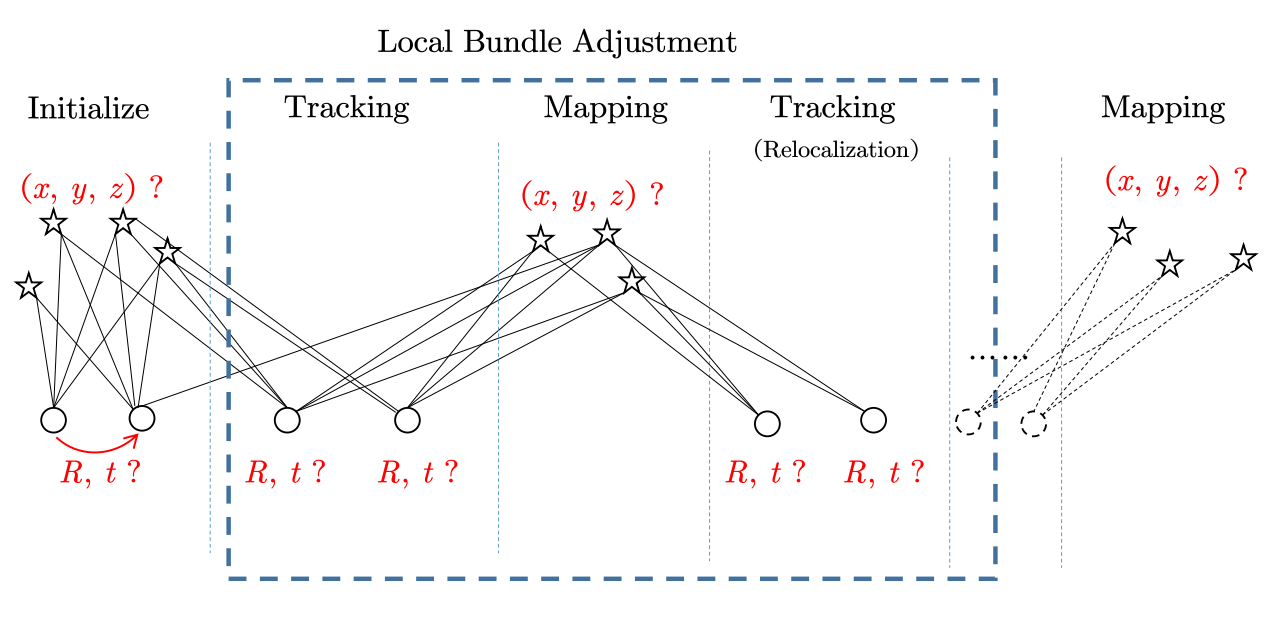 Local Bundle Adjustment
Initialize
Tracking
Mapping
Tracking
(Relocalization)
Mapping
(x, y, z) ?
(x, y, z) ?
(x, y, z) ?
......
R, t ?
R, t ?
R, t ?
R, t ?
R, t ?